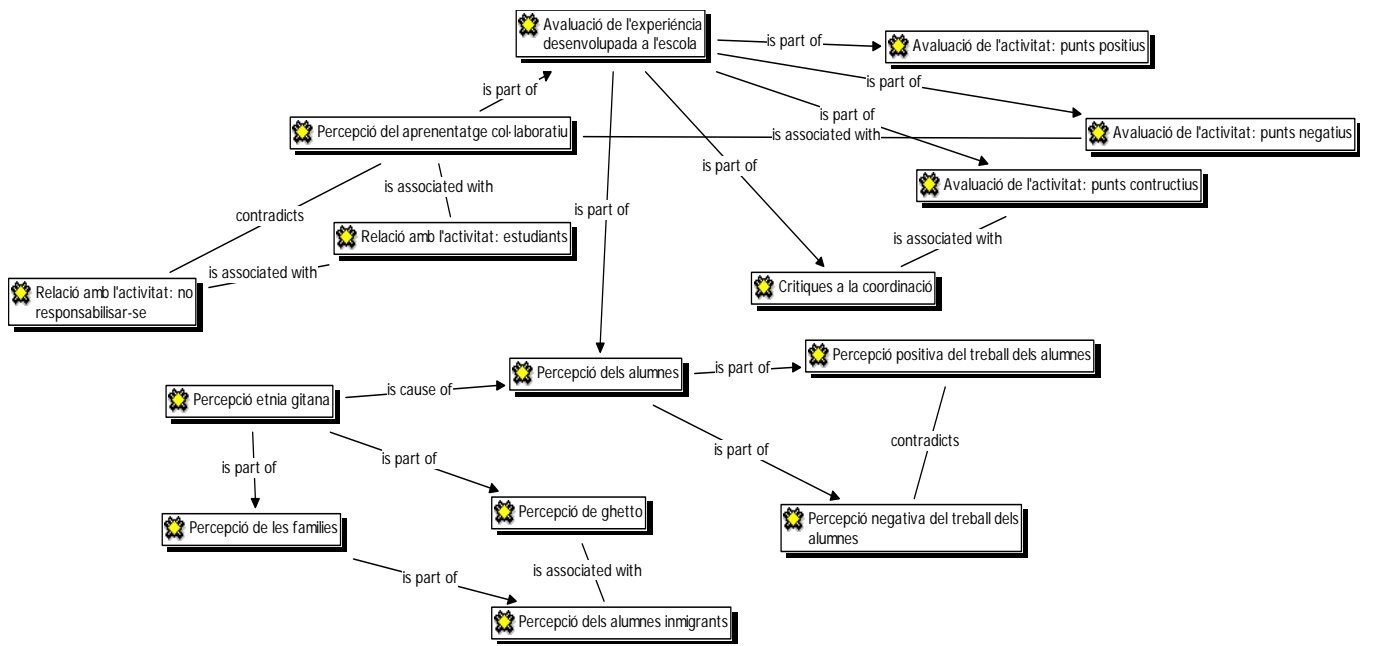 Avaluació de l'experiéncia
desenvolupada a l'escola
is part of
Avaluació de l'activitat: punts positius
is part of
is part of
is part of
Percepció del aprenentatge col·laboratiu
is associated with
Avaluació de l'activitat: punts negatius
is part of
is associated with
Avaluació de l'activitat: punts contructius
contradicts
is part of
Relació amb l'activitat: estudiants
is associated with
is associated with
Relació amb l'activitat: no
responsabilisar-se
Critiques a la coordinació
Percepció positiva del treball dels alumnes
Percepció dels alumnes
is part of
is cause of
Percepció etnia gitana
contradicts
is part of
is part of
is part of
Percepció de ghetto
Percepció negativa del treball dels
alumnes
Percepció de les families
is associated with
is part of
Percepció dels alumnes inmigrants